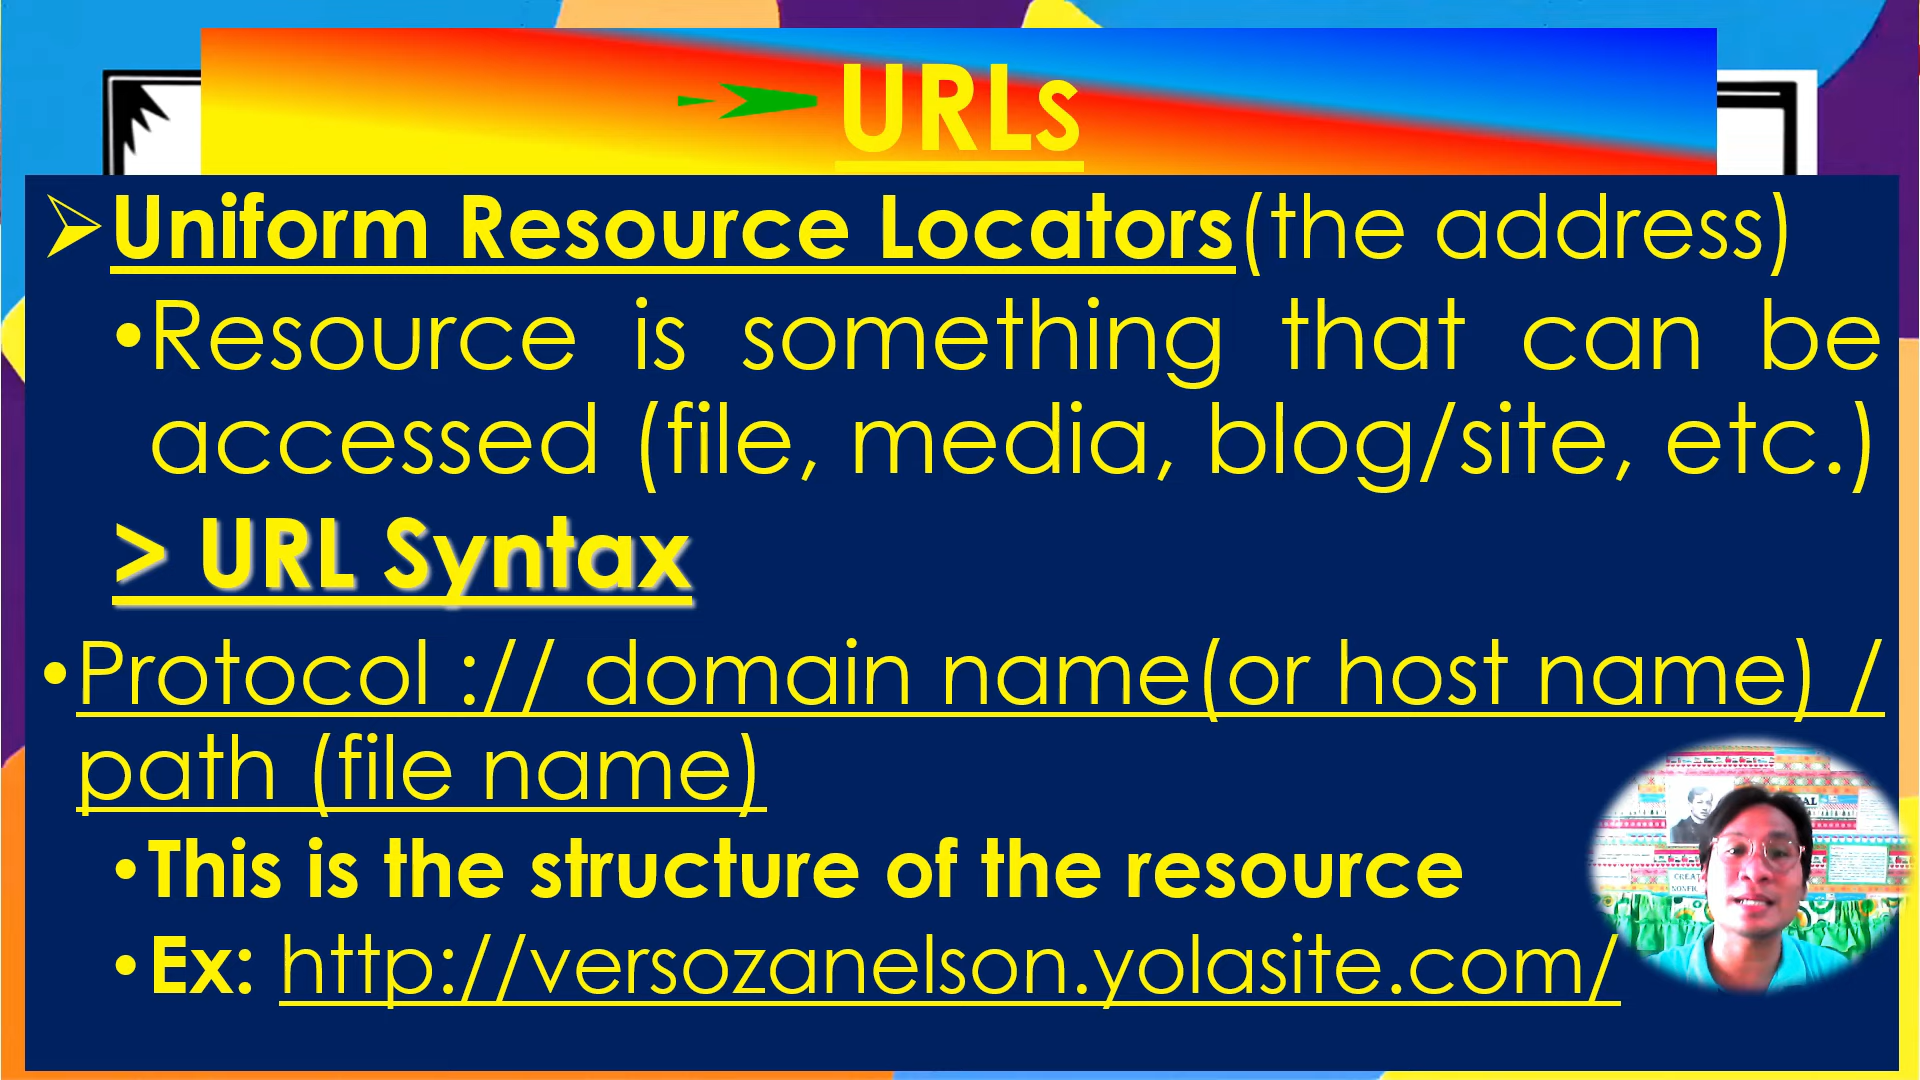 URLs
Uniform Resource Locators(the address)
•Resource is something that can be
accessed (file, media, blog/site, etc.)
> URL Syntax
•Protocol :// domain name(or host name) /
path (file name)
•This is the structure of the resource
•Ex: http://versozanelson.yolasite.com/